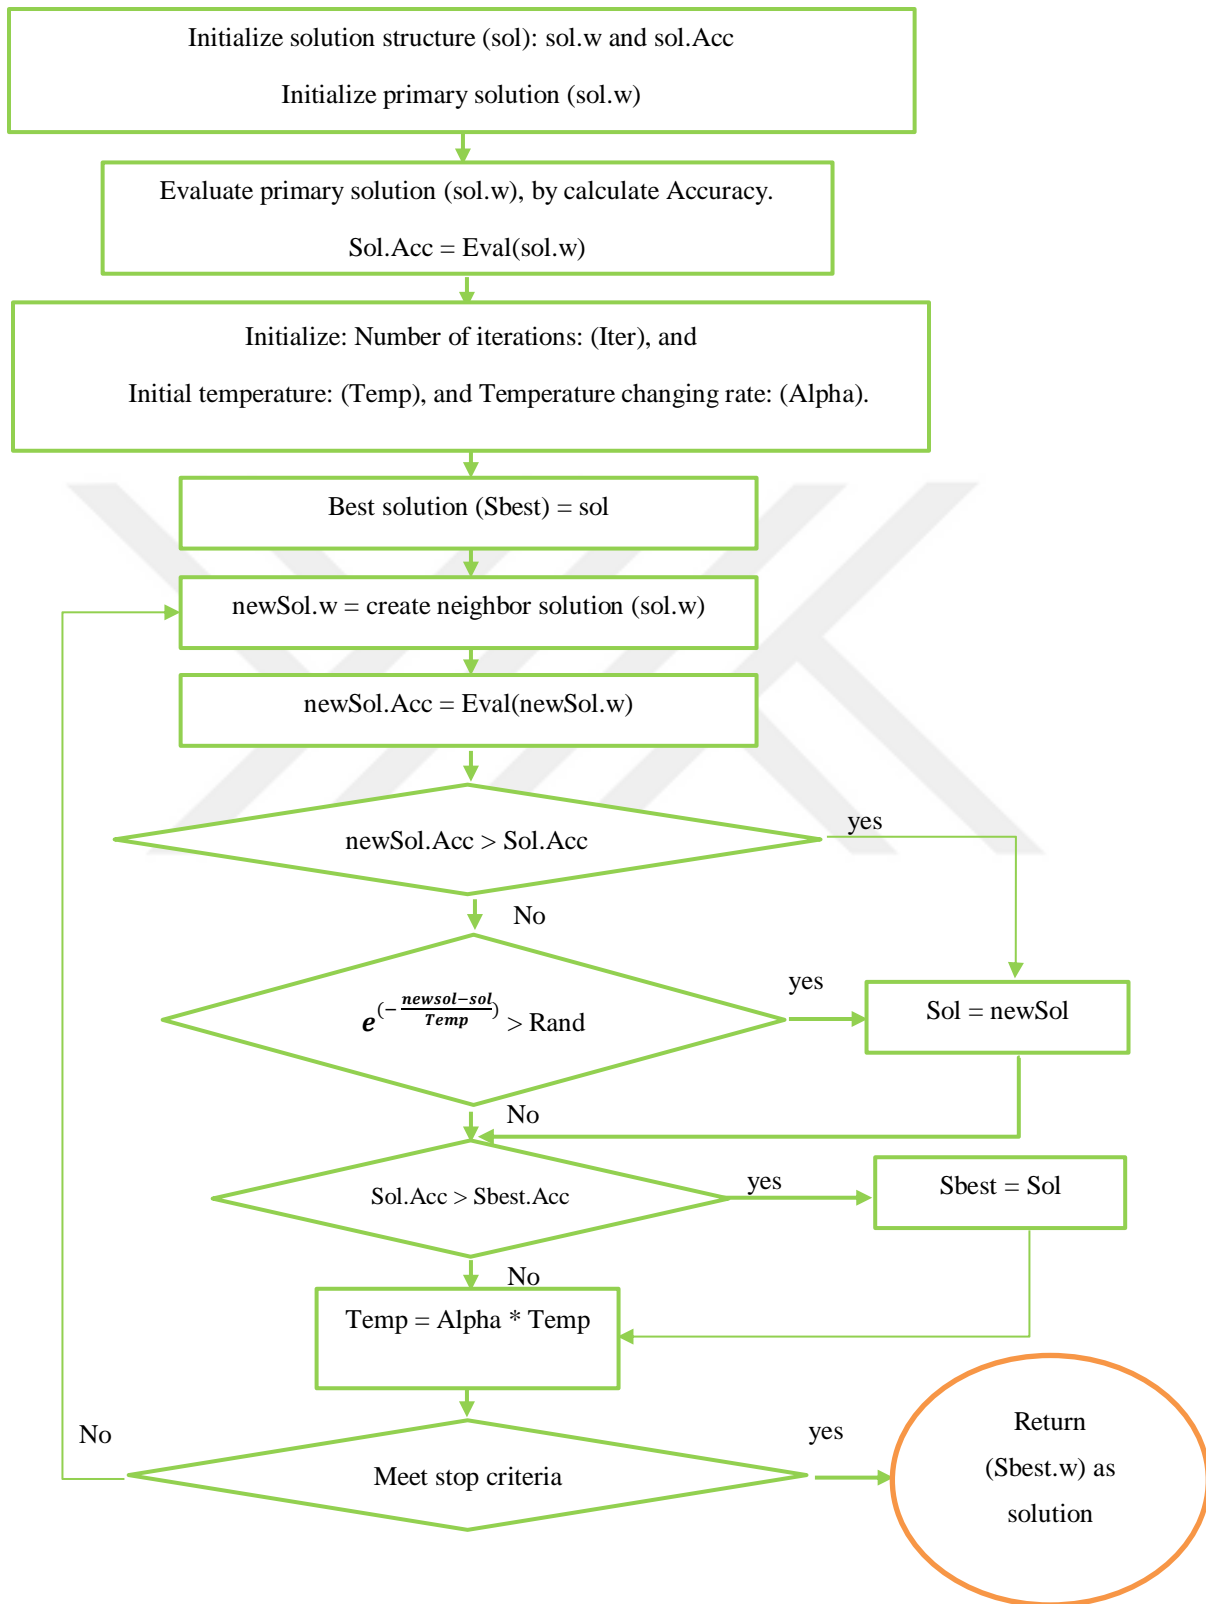 Initialize solution structure (sol): sol.w and sol.Acc
Initialize primary solution (sol.w)
Evaluate primary solution (sol.w), by calculate Accuracy.
Sol.Acc = Eval(sol.w)
Initialize: Number of iterations: (Iter), and
Initial temperature: (Temp), and Temperature changing rate: (Alpha).
Best solution (Sbest) = sol
newSol.w = create neighbor solution (sol.w)
newSol.Acc = Eval(newSol.w)
newSol.Acc > Sol.Acc
yes
No
e^(-\frac{newsol-sol}{Temp}) > Rand
yes
Sol = newSol
No
Sol.Acc > Sbest.Acc
yes
Sbest = Sol
No
Temp = Alpha * Temp
Meet stop criteria
No
yes
Return
(Sbest.w) as
solution